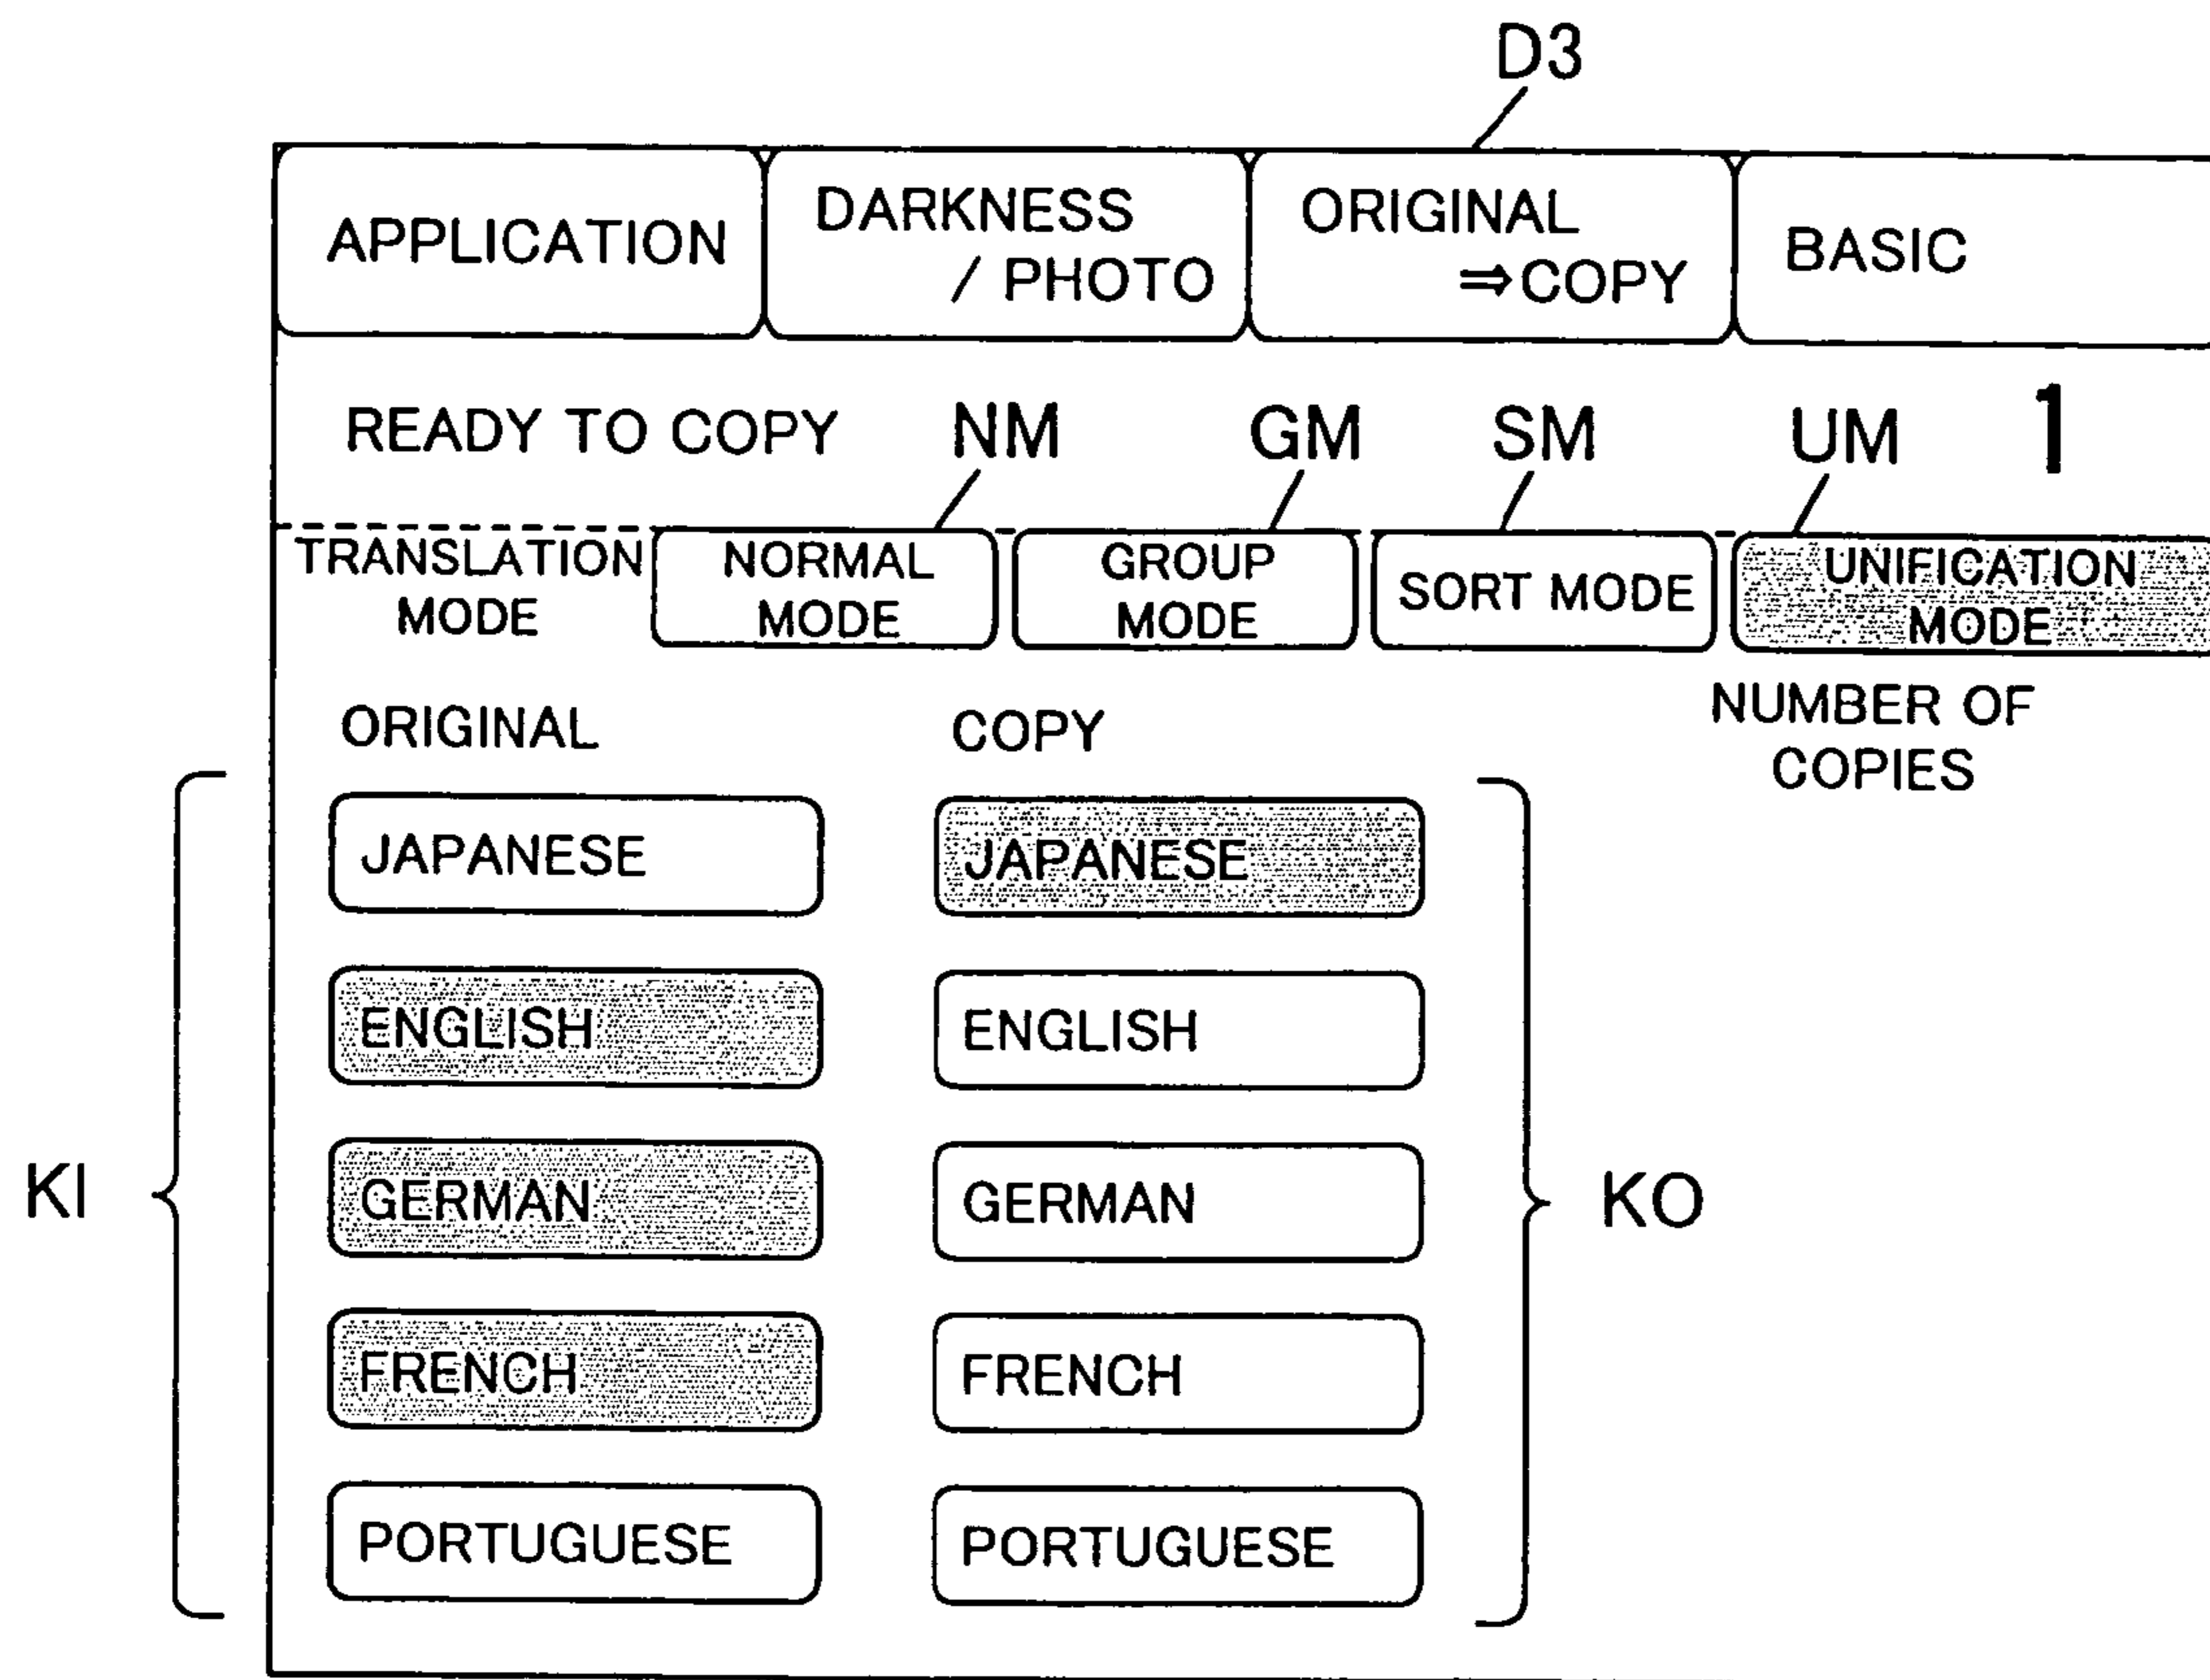 D3
APPLICATION
DARKNESS
/ PHOTO
ORIGINAL
⇒COPY
BASIC
READY TO COPY
NM
GM
SM
UM
1
TRANSLATION
MODE
NORMAL
MODE
GROUP
MODE
SORT MODE
UNIFICATION
MODE
ORIGINAL
COPY
NUMBER OF
COPIES
KI
JAPANESE
ENGLISH
GERMAN
FRENCH
PORTUGUESE
JAPANESE
ENGLISH
GERMAN
FRENCH
PORTUGUESE
KO